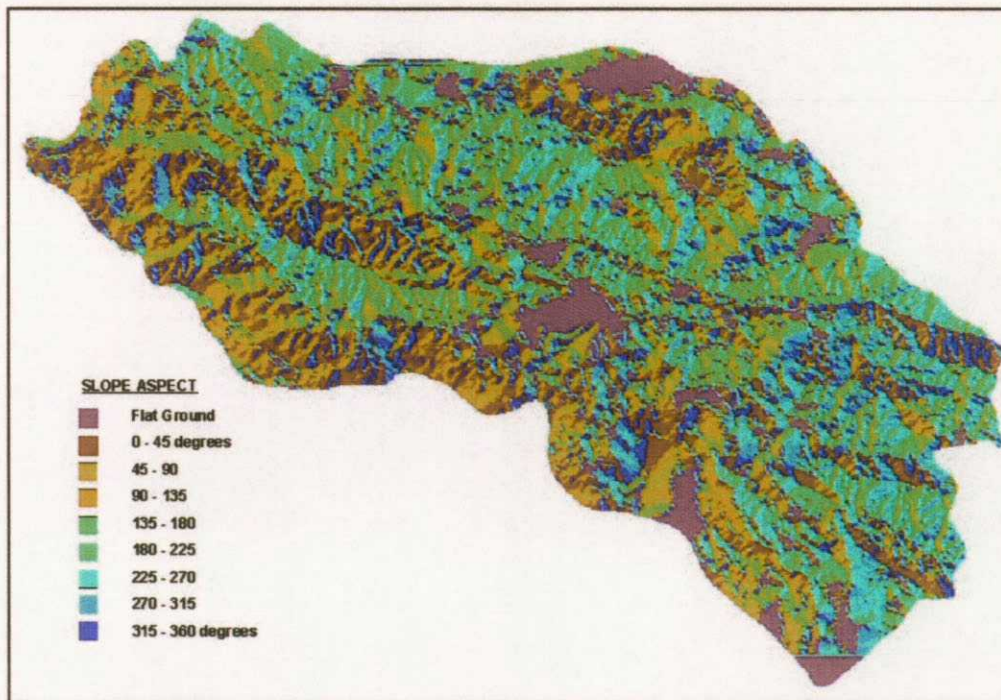 SLOPE ASPECT
Flat Ground
0 - 45 degrees
45 - 90
90 - 135
135 - 180
180 - 225
225 - 270
270 - 315
315 - 360 degrees